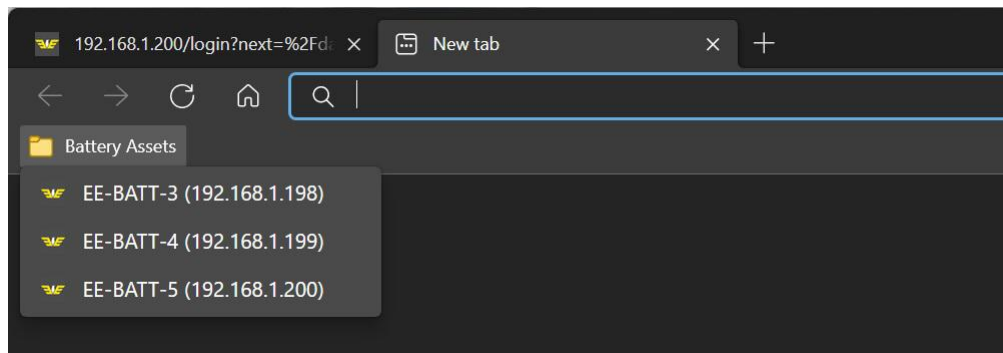 192.168.1.200/login?next=%2Fd
New tab
Battery Assets
EE-BATT-3 (192.168.1.198)
EE-BATT-4 (192.168.1.199)
EE-BATT-5 (192.168.1.200)